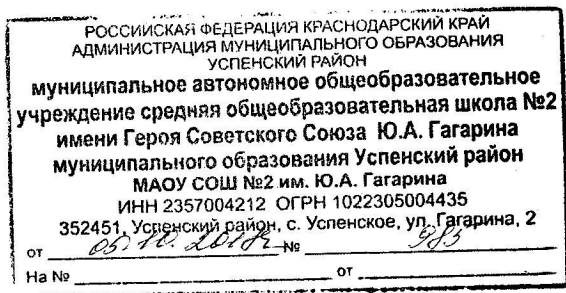 РОССИЙСКАЯ ФЕДЕРАЦИЯ КРАСНОДАРСКИЙ КРАЙ
АДМИНИСТРАЦИЯ МУНИЦИПАЛЬНОГО ОБРАЗОВАНИЯ
УСПЕНСКИЙ РАЙОН
муниципальное автономное общеобразовательное
учреждение средняя общеобразовательная школа №2
имени Героя Советского Союза Ю.А. Гагарина
муниципального образования Успенский район
МАОУ СОШ №2 им. Ю.А. Гагарина
ИНН 2357004212 ОГРН 1022305004435
352451, Успенский район, с. Успенское, ул. Гагарина, 2
от 05.10.2018г № 985
На № от